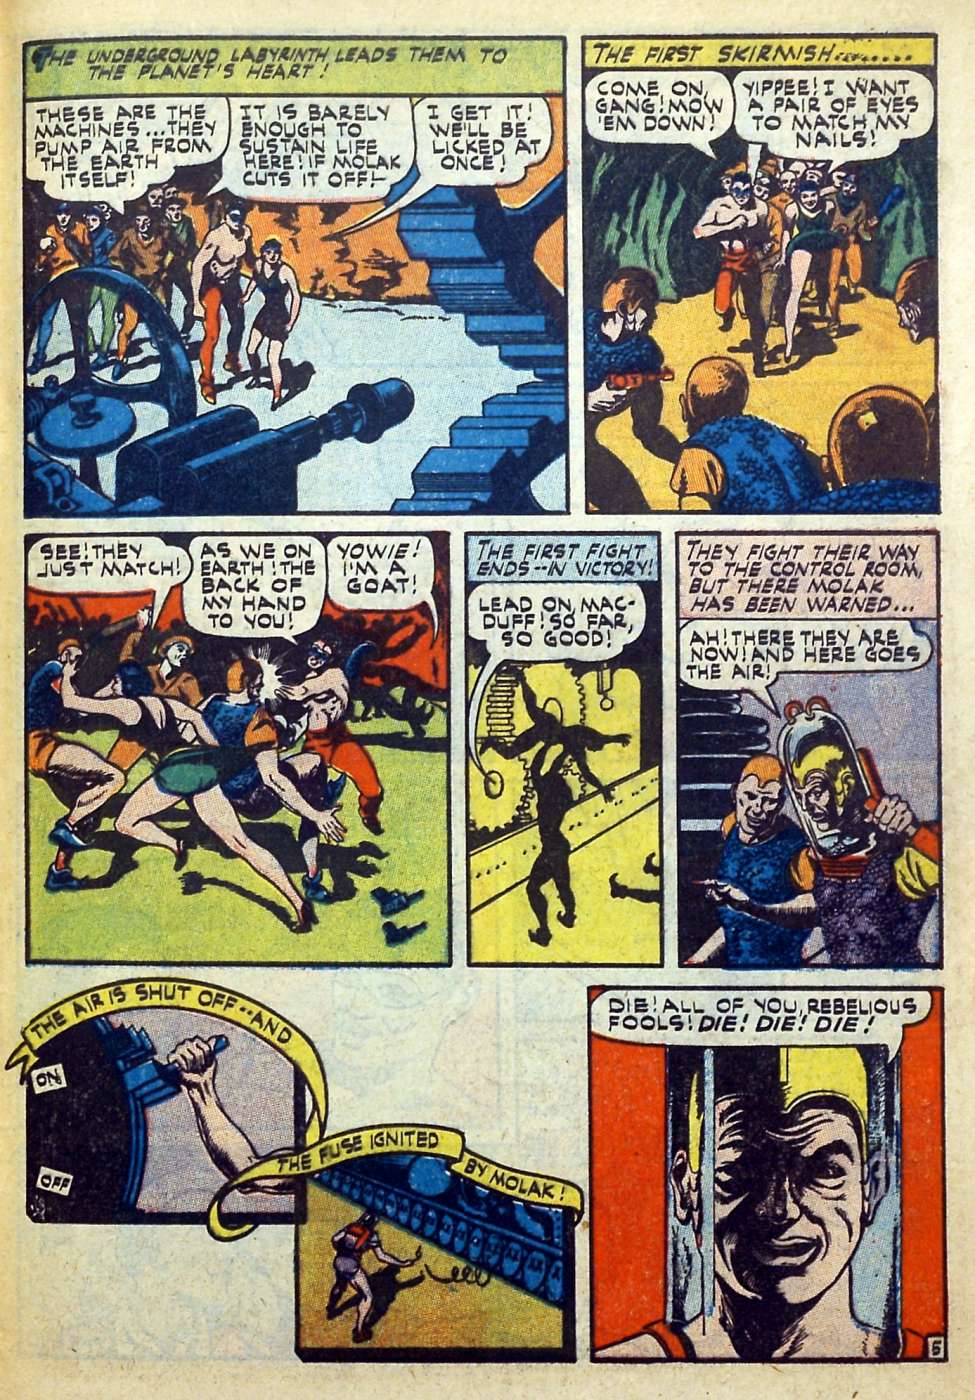 THE UNDERGROUND LABYRINTH LEADS THEM TO
THE PLANET'S HEART!
THESE ARE THE
MACHINES...THEY
PUMP AIR FROM
THE EARTH
ITSELF!
IT IS BARELY
ENOUGH TO
SUSTAIN LIFE
HERE! IF MOLAK
CUTS IT OFF!-
I GET IT!
WE'LL BE
LICKED AT
ONCE!
THE FIRST SKIRMISH........
COME ON,
GANG! MOW
'EM DOWN!
YIPPEE! I WANT
A PAIR OF EYES
TO MATCH MY
NAILS!
SEE! THEY
JUST MATCH!
AS WE ON
EARTH! THE
BACK OF
MY HAND
TO YOU!
YOWIE!
I'M A
GOAT!
THE FIRST FIGHT
ENDS--IN VICTORY!
LEAD ON, MAC-
DUFF! SO FAR,
SO GOOD!
THEY FIGHT THEIR WAY
TO THE CONTROL ROOM,
BUT THERE MOLAK
HAS BEEN WARNED...
AH! THERE THEY ARE
NOW! AND HERE GOES
THE AIR!
THE AIR IS SHUT OFF--AND
ON
OFF
THE FUSE IGNITED
BY MOLAK!
DIE! ALL OF YOU, REBELIOUS
FOOLS! DIE! DIE! DIE!
5